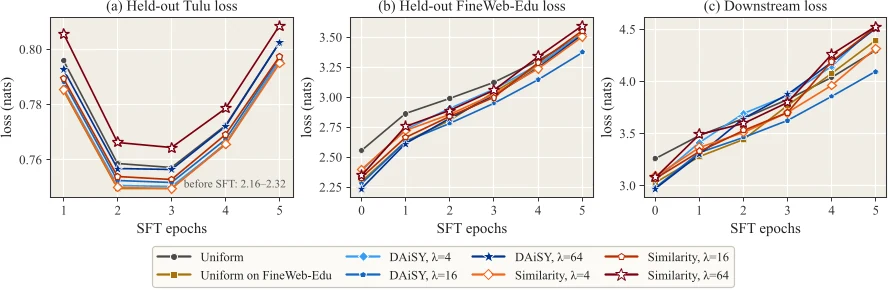 (a) Held-out Tulu loss
(b) Held-out FineWeb-Edu loss
(c) Downstream loss
loss (nats)
0.80
0.78
0.76
before SFT: 2.16–2.32
1 2 3 4 5
SFT epochs
loss (nats)
3.50
3.25
3.00
2.75
2.50
2.25
0 1 2 3 4 5
SFT epochs
loss (nats)
4.5
4.0
3.5
3.0
0 1 2 3 4 5
SFT epochs
Uniform
DAiSY, λ=4
DAiSY, λ=64
Similarity, λ=16
Uniform on FineWeb-Edu
DAiSY, λ=16
Similarity, λ=4
Similarity, λ=64